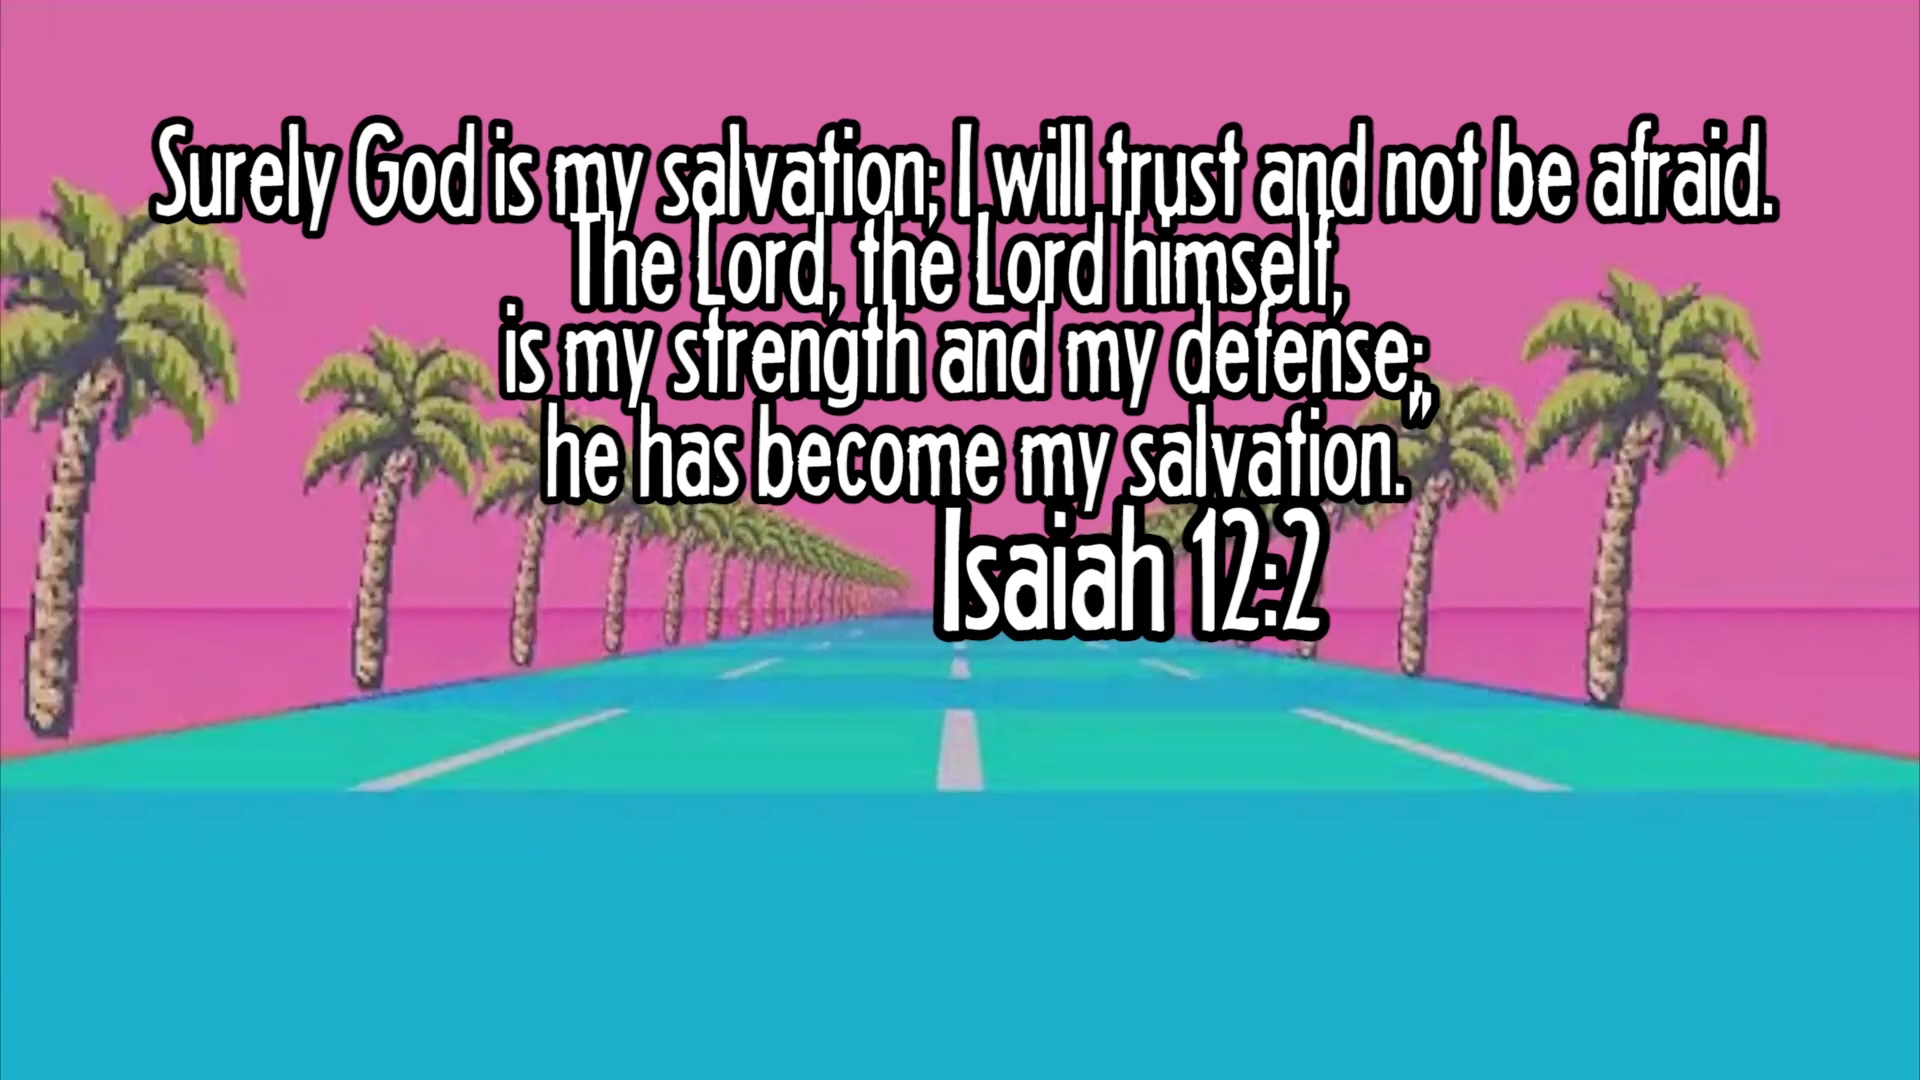 Surely God is my salvation; I will trust and not be afraid.
The Lord, the Lord himself,
is my strength and my defense;
he has become my salvation.”
Isaiah 12:2